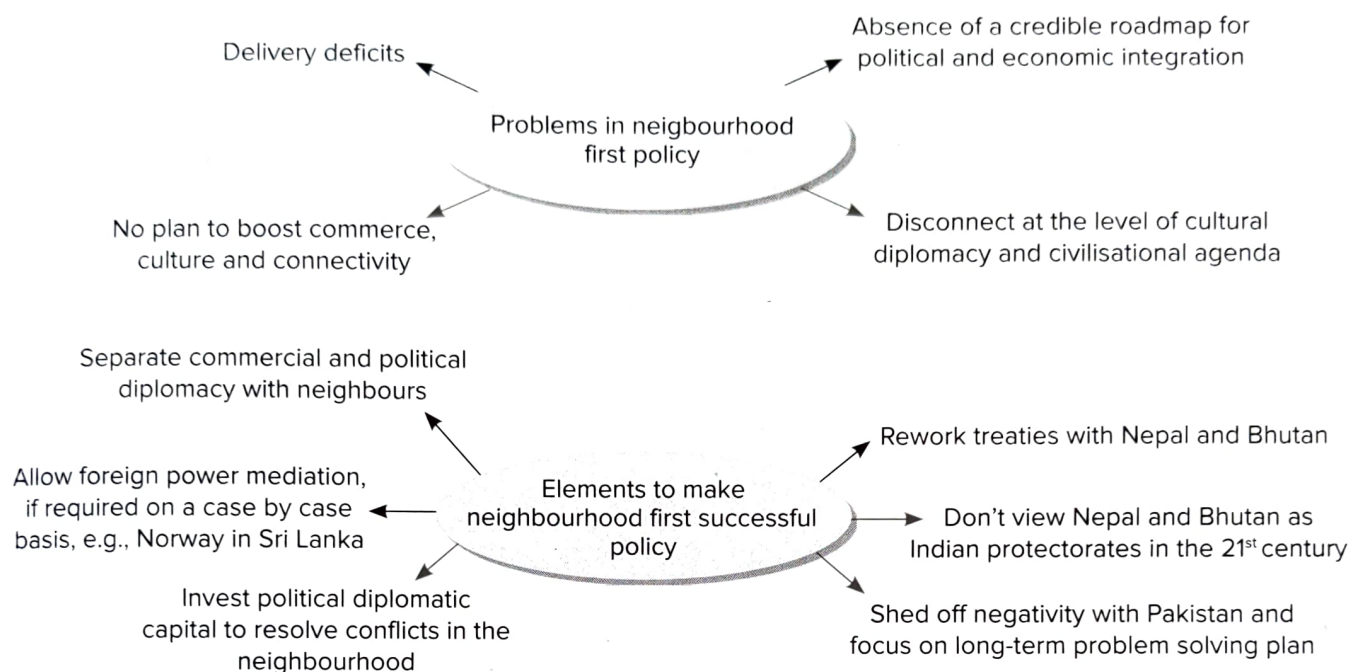 Delivery deficits
Absence of a credible roadmap for
political and economic integration
Problems in neigbourhood
first policy
No plan to boost commerce,
culture and connectivity
Disconnect at the level of cultural
diplomacy and civilisational agenda
Separate commercial and political
diplomacy with neighbours
Rework treaties with Nepal and Bhutan
Allow foreign power mediation,
if required on a case by case
basis, e.g., Norway in Sri Lanka
Elements to make
neighbourhood first successful
policy
Don't view Nepal and Bhutan as
Indian protectorates in the 21st century
Invest political diplomatic
capital to resolve conflicts in the
neighbourhood
Shed off negativity with Pakistan and
focus on long-term problem solving plan